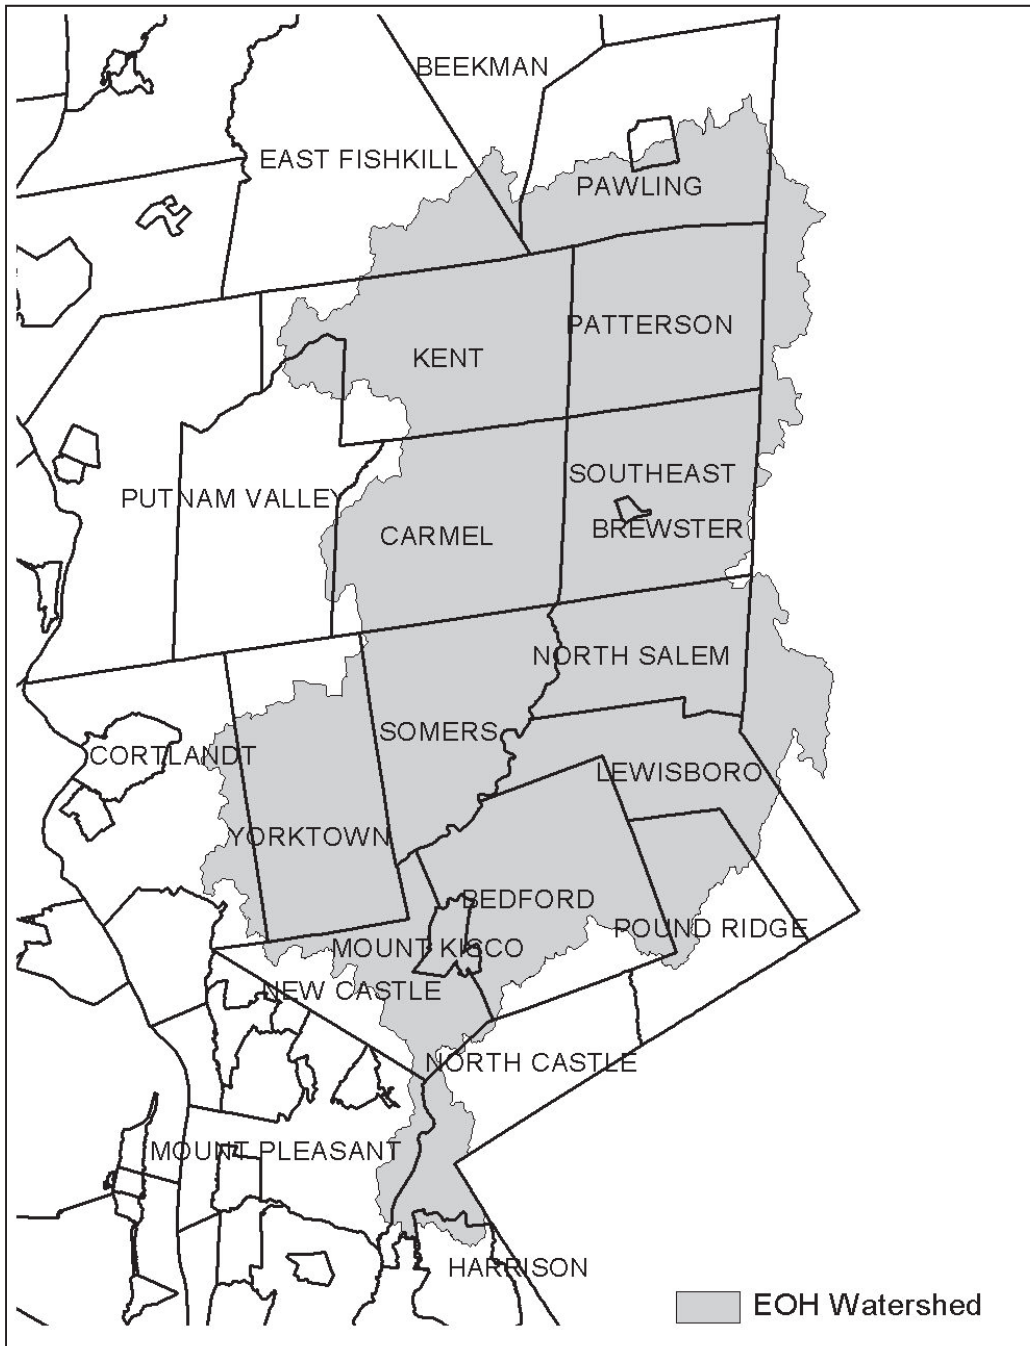 BEEKMAN
EAST FISHKILL
PAWLING
PATTERSON
KENT
SOUTHEAST
PUTNAM VALLEY
BREWSTER
CARMEL
NORTH SALEM
SOMERS
CORTLANDT
LEWISBORO
YORKTOWN
BEDFORD
POUND RIDGE
MOUNT KISCO
NEW CASTLE
NORTH CASTLE
MOUNT PLEASANT
HARRISON
EOH Watershed